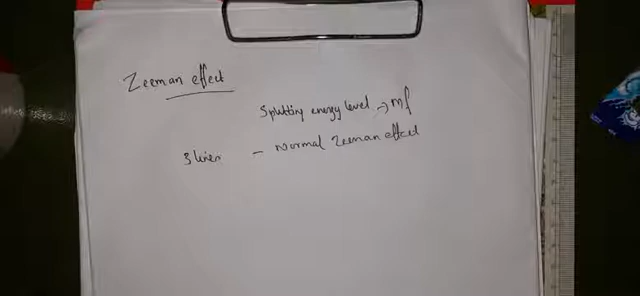 Zeeman effect
Splitting energy level → mf
3 lines - normal Zeeman effect